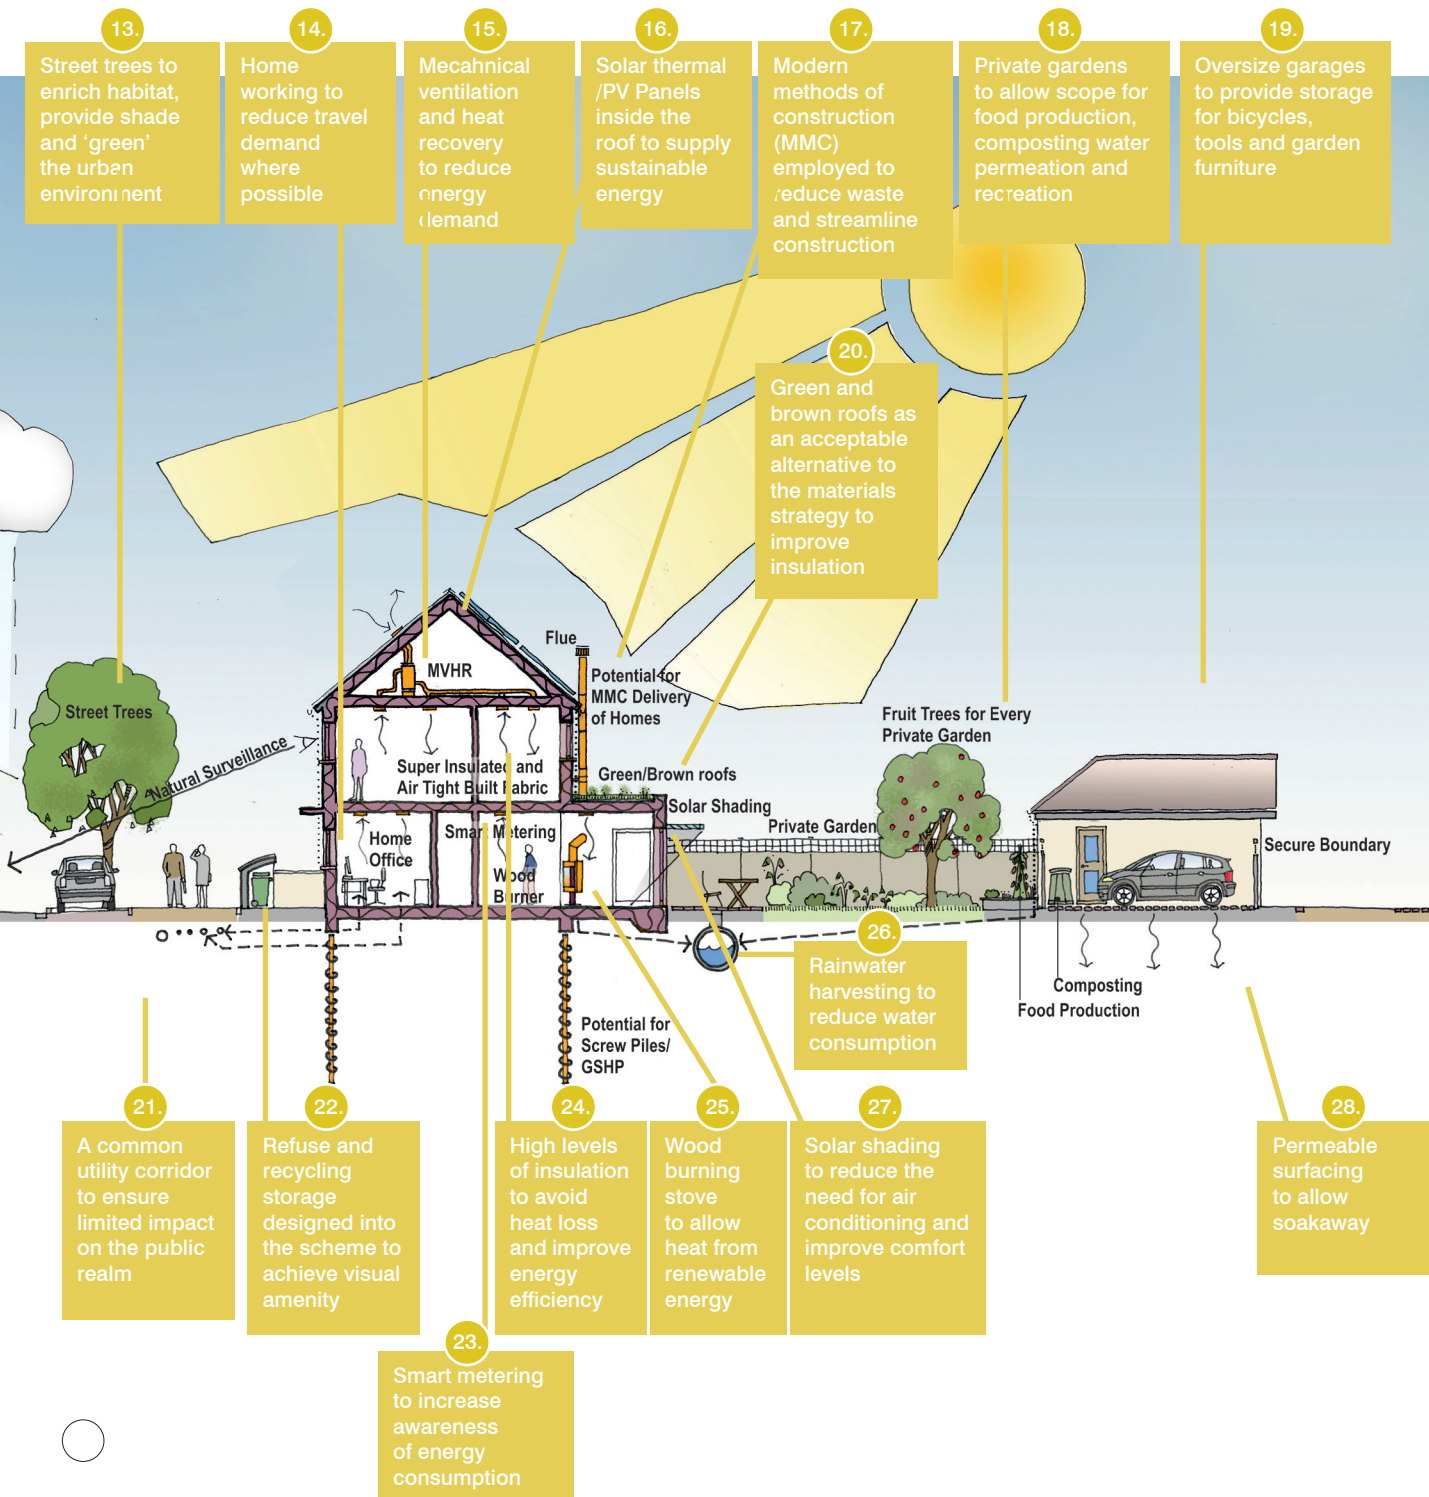 13.
Street trees to
enrich habitat,
provide shade
and ‘green’
the urban
environment
14.
Home
working to
reduce travel
demand
where
possible
15.
Mecahnical
ventilation
and heat
recovery
to reduce
energy
demand
16.
Solar thermal
/PV Panels
inside the
roof to supply
sustainable
energy
17.
Modern
methods of
construction
(MMC)
employed to
reduce waste
and streamline
construction
18.
Private gardens
to allow scope for
food production,
composting water
permeation and
recreation
19.
Oversize garages
to provide storage
for bicycles,
tools and garden
furniture
20.
Green and
brown roofs as
an acceptable
alternative to
the materials
strategy to
improve
insulation
Flue
MVHR
Potential for
MMC Delivery
of Homes
Street Trees
Natural Surveillance
Super Insulated and
Air Tight Built Fabric
Green/Brown roofs
Fruit Trees for Every
Private Garden
Solar Shading
Private Garden
Home
Office
Smart Metering
Wood
Burner
Secure Boundary
Composting
Food Production
Potential for
Screw Piles/
GSHP
26.
Rainwater
harvesting to
reduce water
consumption
21.
A common
utility corridor
to ensure
limited impact
on the public
realm
22.
Refuse and
recycling
storage
designed into
the scheme to
achieve visual
amenity
24.
High levels
of insulation
to avoid
heat loss
and improve
energy
efficiency
25.
Wood
burning
stove
to allow
heat from
renewable
energy
27.
Solar shading
to reduce the
need for air
conditioning and
improve comfort
levels
28.
Permeable
surfacing
to allow
soakaway
23.
Smart metering
to increase
awareness
of energy
consumption